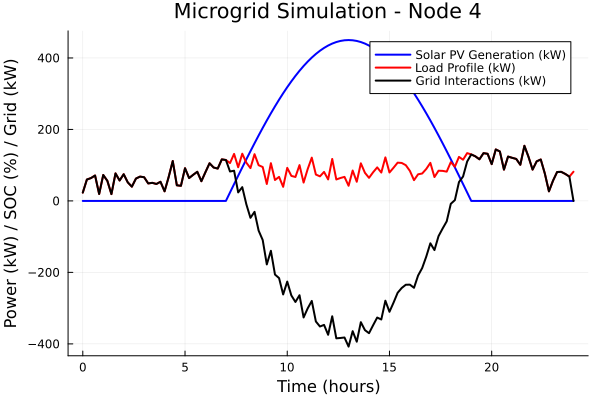 Microgrid Simulation - Node 4
Power (kW) / SOC (%) / Grid (kW)
400
200
0
−200
−400
Solar PV Generation (kW)
Load Profile (kW)
Grid Interactions (kW)
0 5 10 15 20
Time (hours)